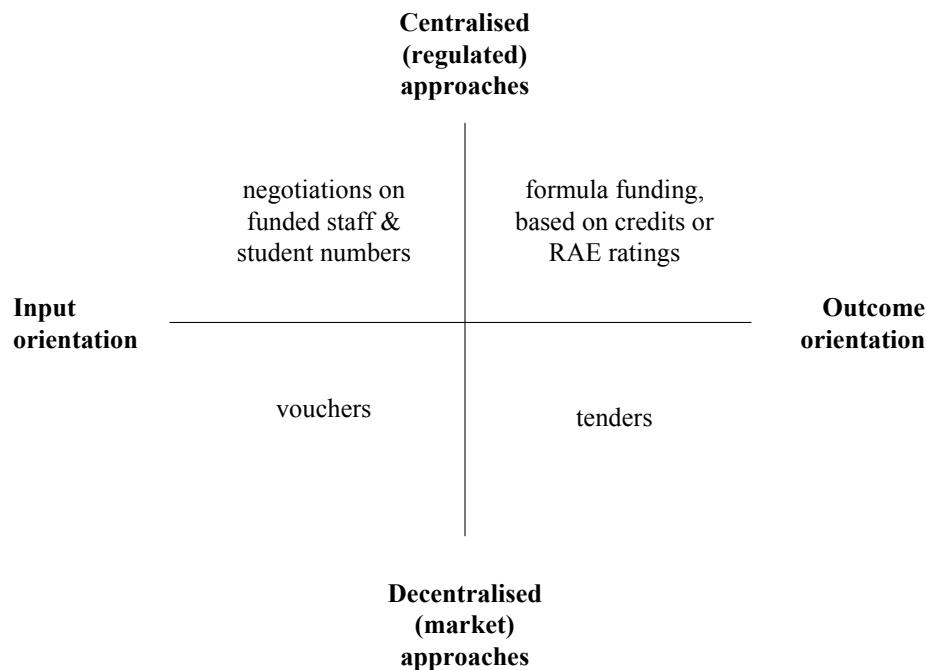 Centralised
(regulated)
approaches
negotiations on
funded staff &
student numbers
formula funding,
based on credits or
RAE ratings
Input
orientation
Outcome
orientation
vouchers
tenders
Decentralised
(market)
approaches